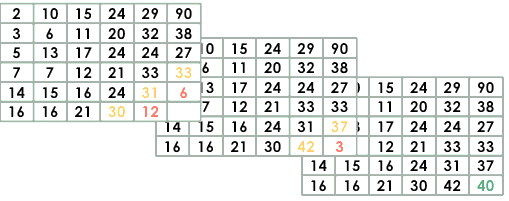 2 10 15 24 29 90
3 6 11 20 32 38
5 13 17 24 24 27
7 7 12 21 33 33
14 15 16 24 31 6
16 16 21 30 12
10 15 24 29 90
6 11 20 32 38
13 17 24 24 27
7 12 21 33 33
14 15 16 24 31 37
16 16 21 30 42 3
15 24 29 90
11 20 32 38
17 24 24 27
12 21 33 33
14 15 16 24 31 37
16 16 21 30 42 40